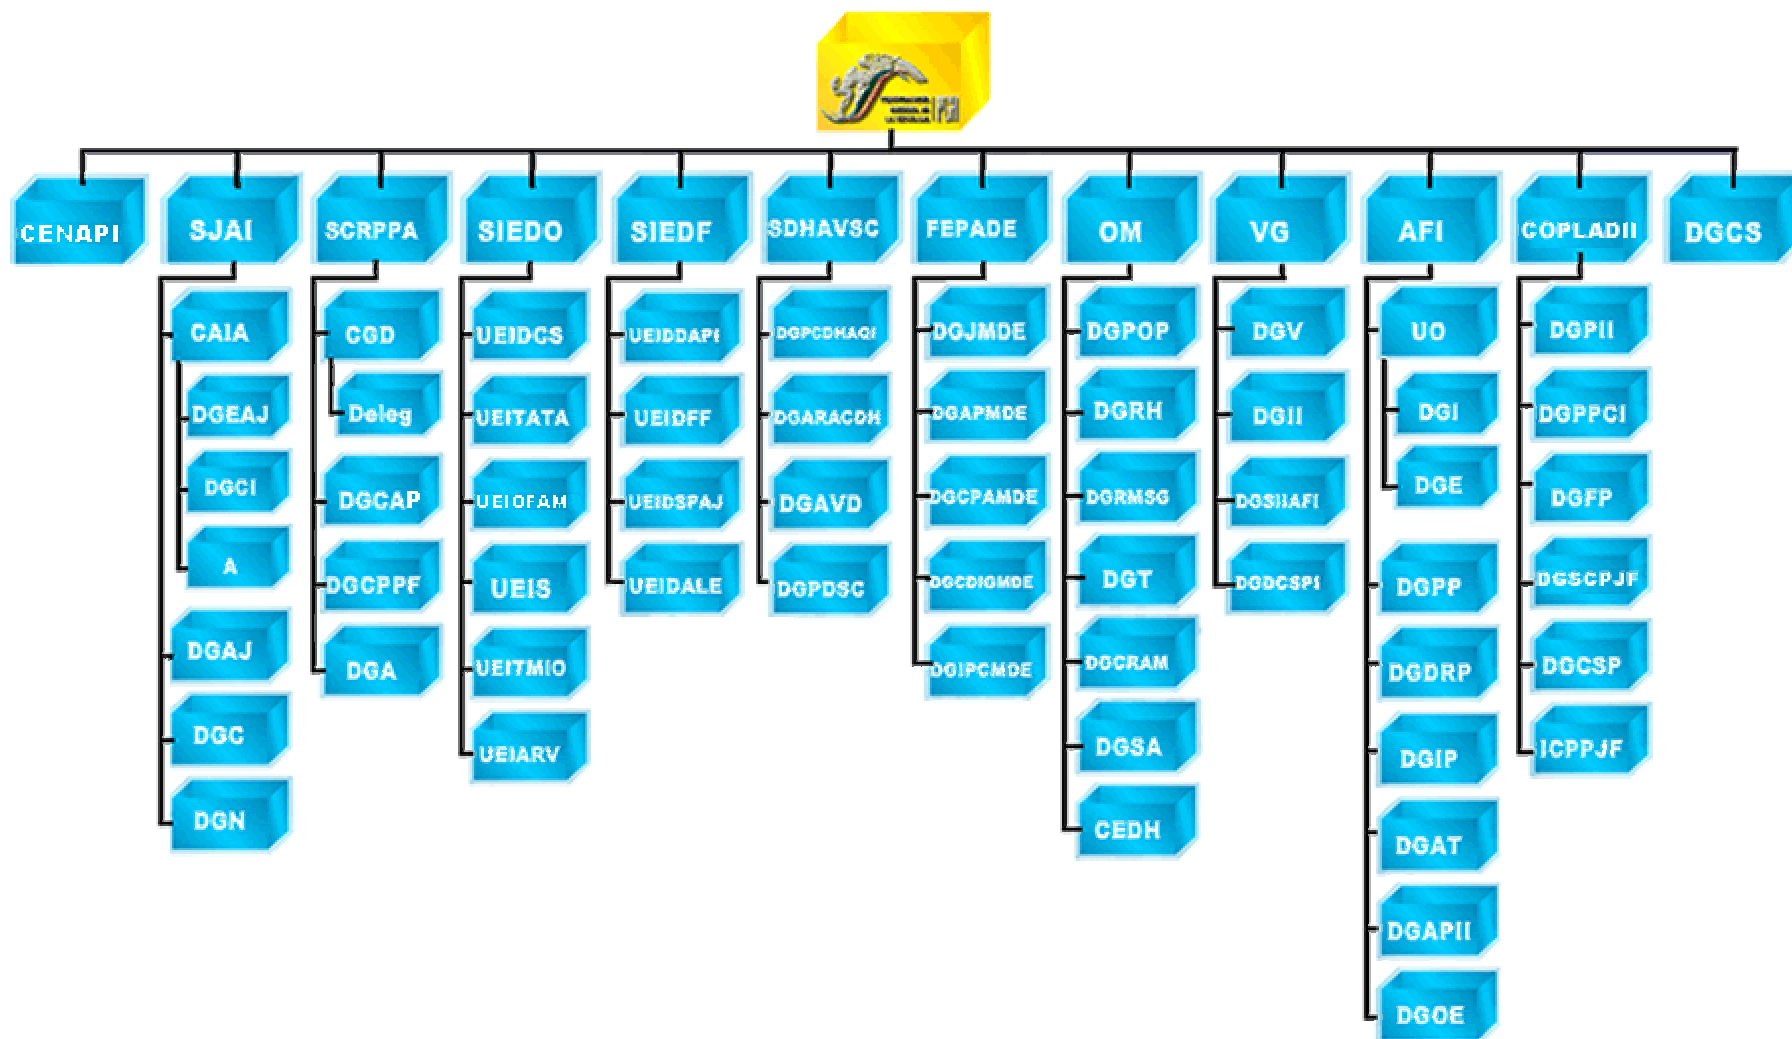 PGR
CENAPI
SJAI
SCRPPA
SIEDO
SIEDF
SDHAVSC
FEPADE
OM
VG
AFI
COPLADII
DGCS
CAIA
DGEAJ
DGCI
A
DGAJ
DGC
DGN
CGD
Deleg
DGCAP
DGCPPF
DGA
UEIDCS
UEITATA
UEIOFAM
UEIS
UEITMIO
UEIARV
UEIDDAPI
UEIDFF
UEIDSPAJ
UEIDALE
DGPCDHAQI
DGARACDH
DGAVD
DGPDSC
DGJMDE
DGAPMDE
DGCPAMDE
DGCDIGMDE
DGIPCMDE
DGPOP
DGRH
DGRMSG
DGT
DGCRAM
DGSA
CEDH
DGV
DGII
DGSIIAFI
DGDCSPI
UO
DGI
DGE
DGPP
DGDRP
DGIP
DGAT
DGAPII
DGOE
DGPII
DGPPCI
DGFP
DGSCPJF
DGCSP
ICPPJF